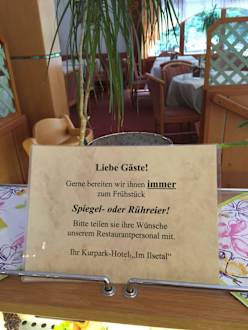 Liebe Gäste!
Gerne bereiten wir ihnen immer
zum Frühstück
Spiegel- oder Rühreier!
Bitte teilen sie ihre Wünsche
unserem Restaurantpersonal mit.
Ihr Kurpark-Hotel„Im Ilsetal"